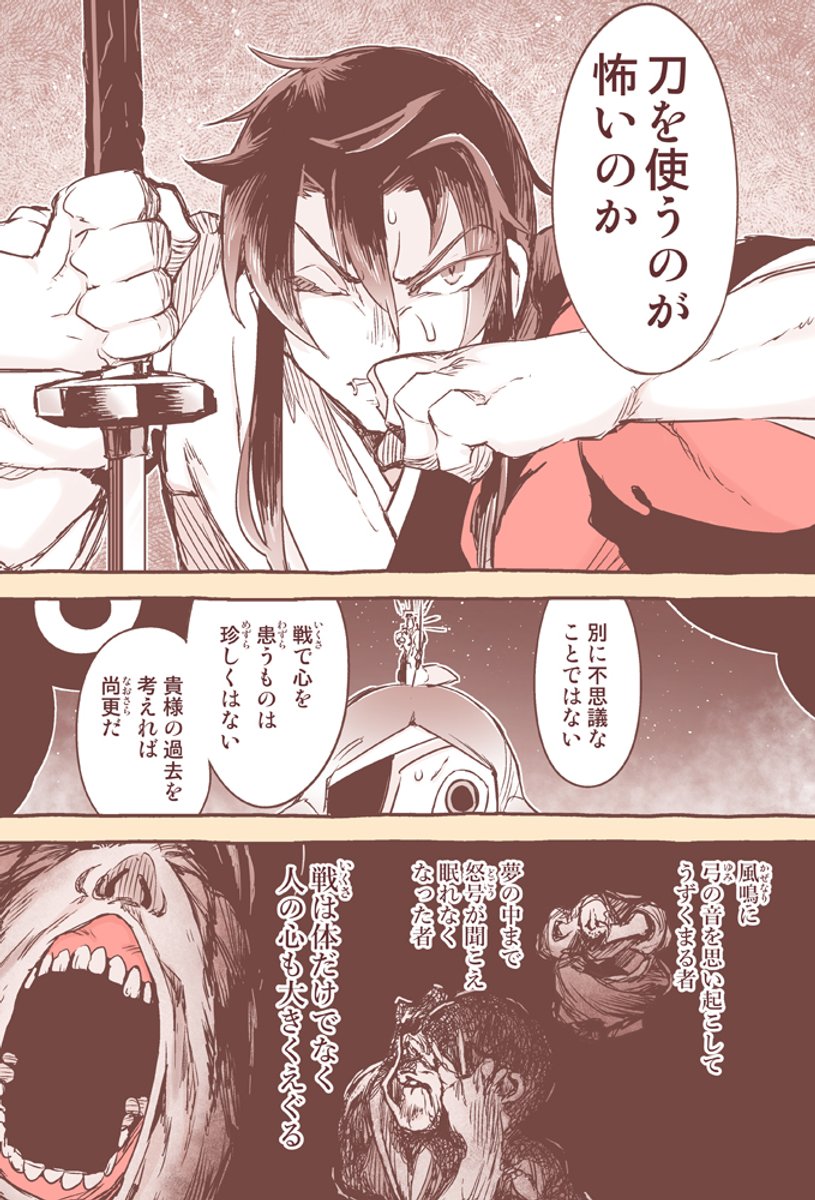 刀を使うのが
怖いのか
別に不思議な
ことではない
戦で心を
患うものは
珍しくはない
貴様の過去を
考えれば
尚更だ
風鳴に
弓の音を思い起こして
うずくまる者
夢の中まで
怒号が聞こえ
眠れなく
なった者
戦は体だけでなく
人の心も大きくえぐる